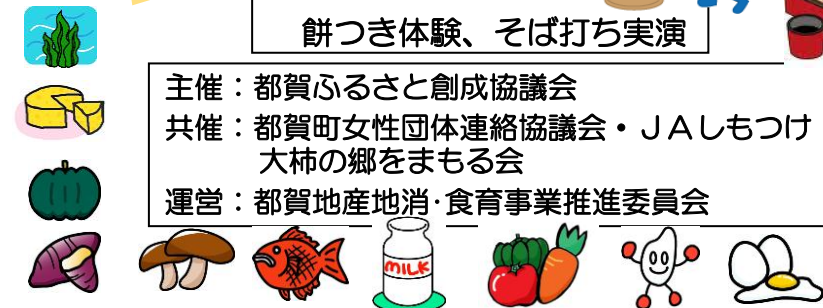 餅つき体験、そば打ち実演
主催：都賀ふるさと創成協議会
共催：都賀町女性団体連絡協議会・ＪＡしもつけ
大柿の郷をまもる会
運営：都賀地産地消･食育事業推進委員会
MILK